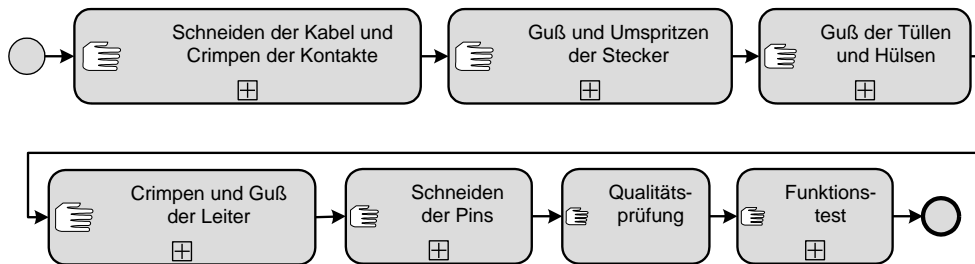 Schneiden der Kabel und
Crimpen der Kontakte
Guß und Umspritzen
der Stecker
Guß der Tüllen
und Hülsen
Crimpen und Guß
der Leiter
Schneiden
der Pins
Qualitäts-
prüfung
Funktions-
test